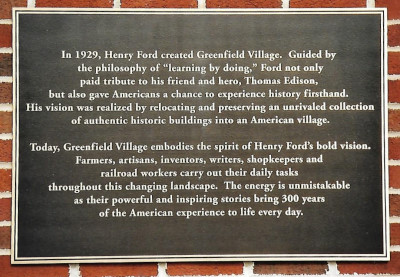 In 1929, Henry Ford created Greenfield Village. Guided by
the philosophy of "learning by doing," Ford not only
paid tribute to his friend and hero, Thomas Edison,
but also gave Americans a chance to experience history firsthand.
His vision was realized by relocating and preserving an unrivaled collection
of authentic historic buildings into an American village.
Today, Greenfield Village embodies the spirit of Henry Ford's bold vision.
Farmers, artisans, inventors, writers, shopkeepers and
railroad workers carry out their daily tasks
throughout this changing landscape. The energy is unmistakable
as their powerful and inspiring stories bring 300 years
of the American experience to life every day.